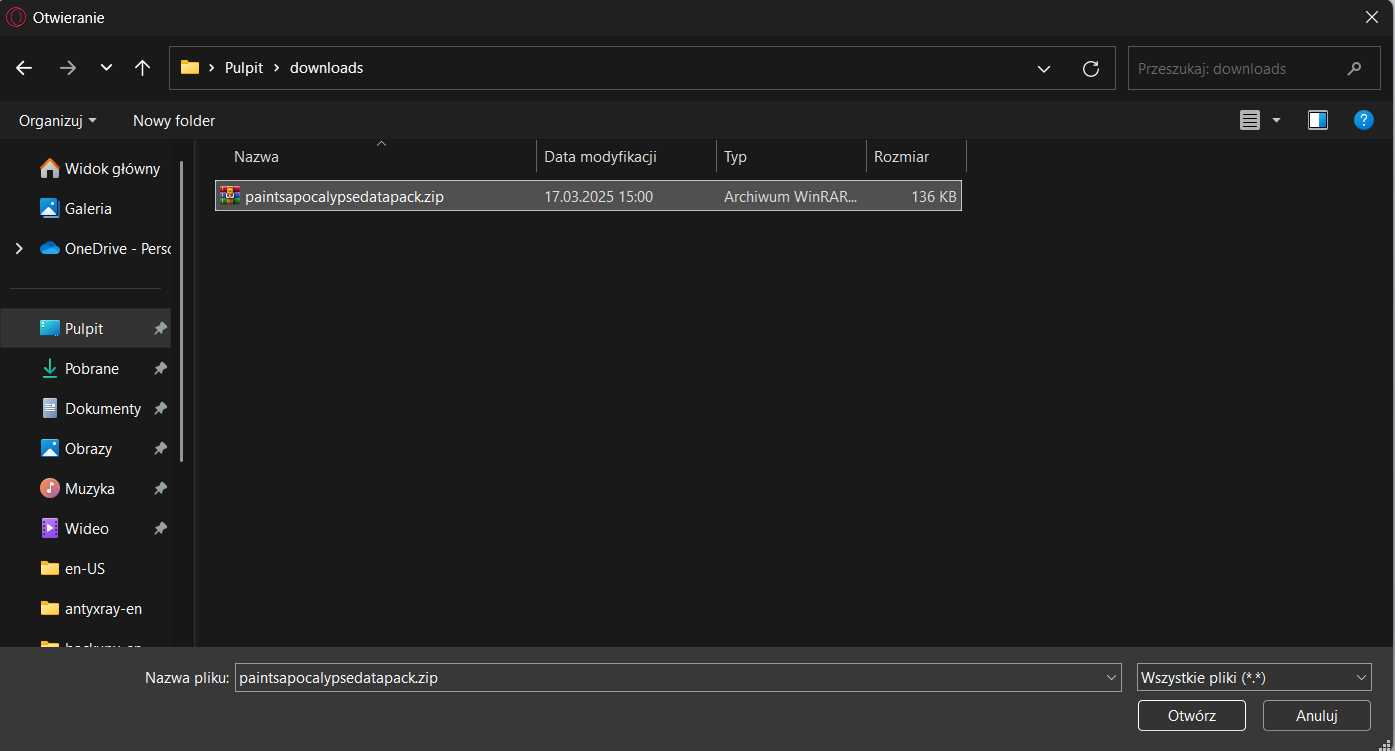 Otwieranie
Pulpit downloads
Przeszukaj: downloads
Organizuj Nowy folder
?
Nazwa Data modyfikacji Typ Rozmiar
paintsapocalypsedatapack.zip 17.03.2025 15:00 Archiwum WinRAR... 136 KB
Widok główny
Galeria
OneDrive - Perso
Pulpit
Pobrane
Dokumenty
Obrazy
Muzyka
Wideo
en-US
antyxray-en
Nazwa pliku: paintsapocalypsedatapack.zip Wszystkie pliki (*.*)
Otwórz Anuluj